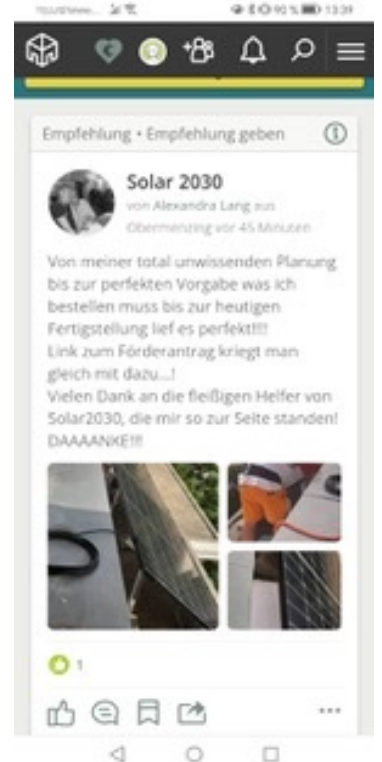 90 % 13:39
Empfehlung • Empfehlung geben
Solar 2030
von Alexandra Lang aus
Obermenzing vor 45 Minuten
Von meiner total unwissenden Planung
bis zur perfekten Vorgabe was ich
bestellen muss bis zur heutigen
Fertigstellung lief es perfekt!!!!
Link zum Förderantrag kriegt man
gleich mit dazu...!
Vielen Dank an die fleißigen Helfer von
Solar2030, die mir so zur Seite standen!
DAAAANKE!!!
1